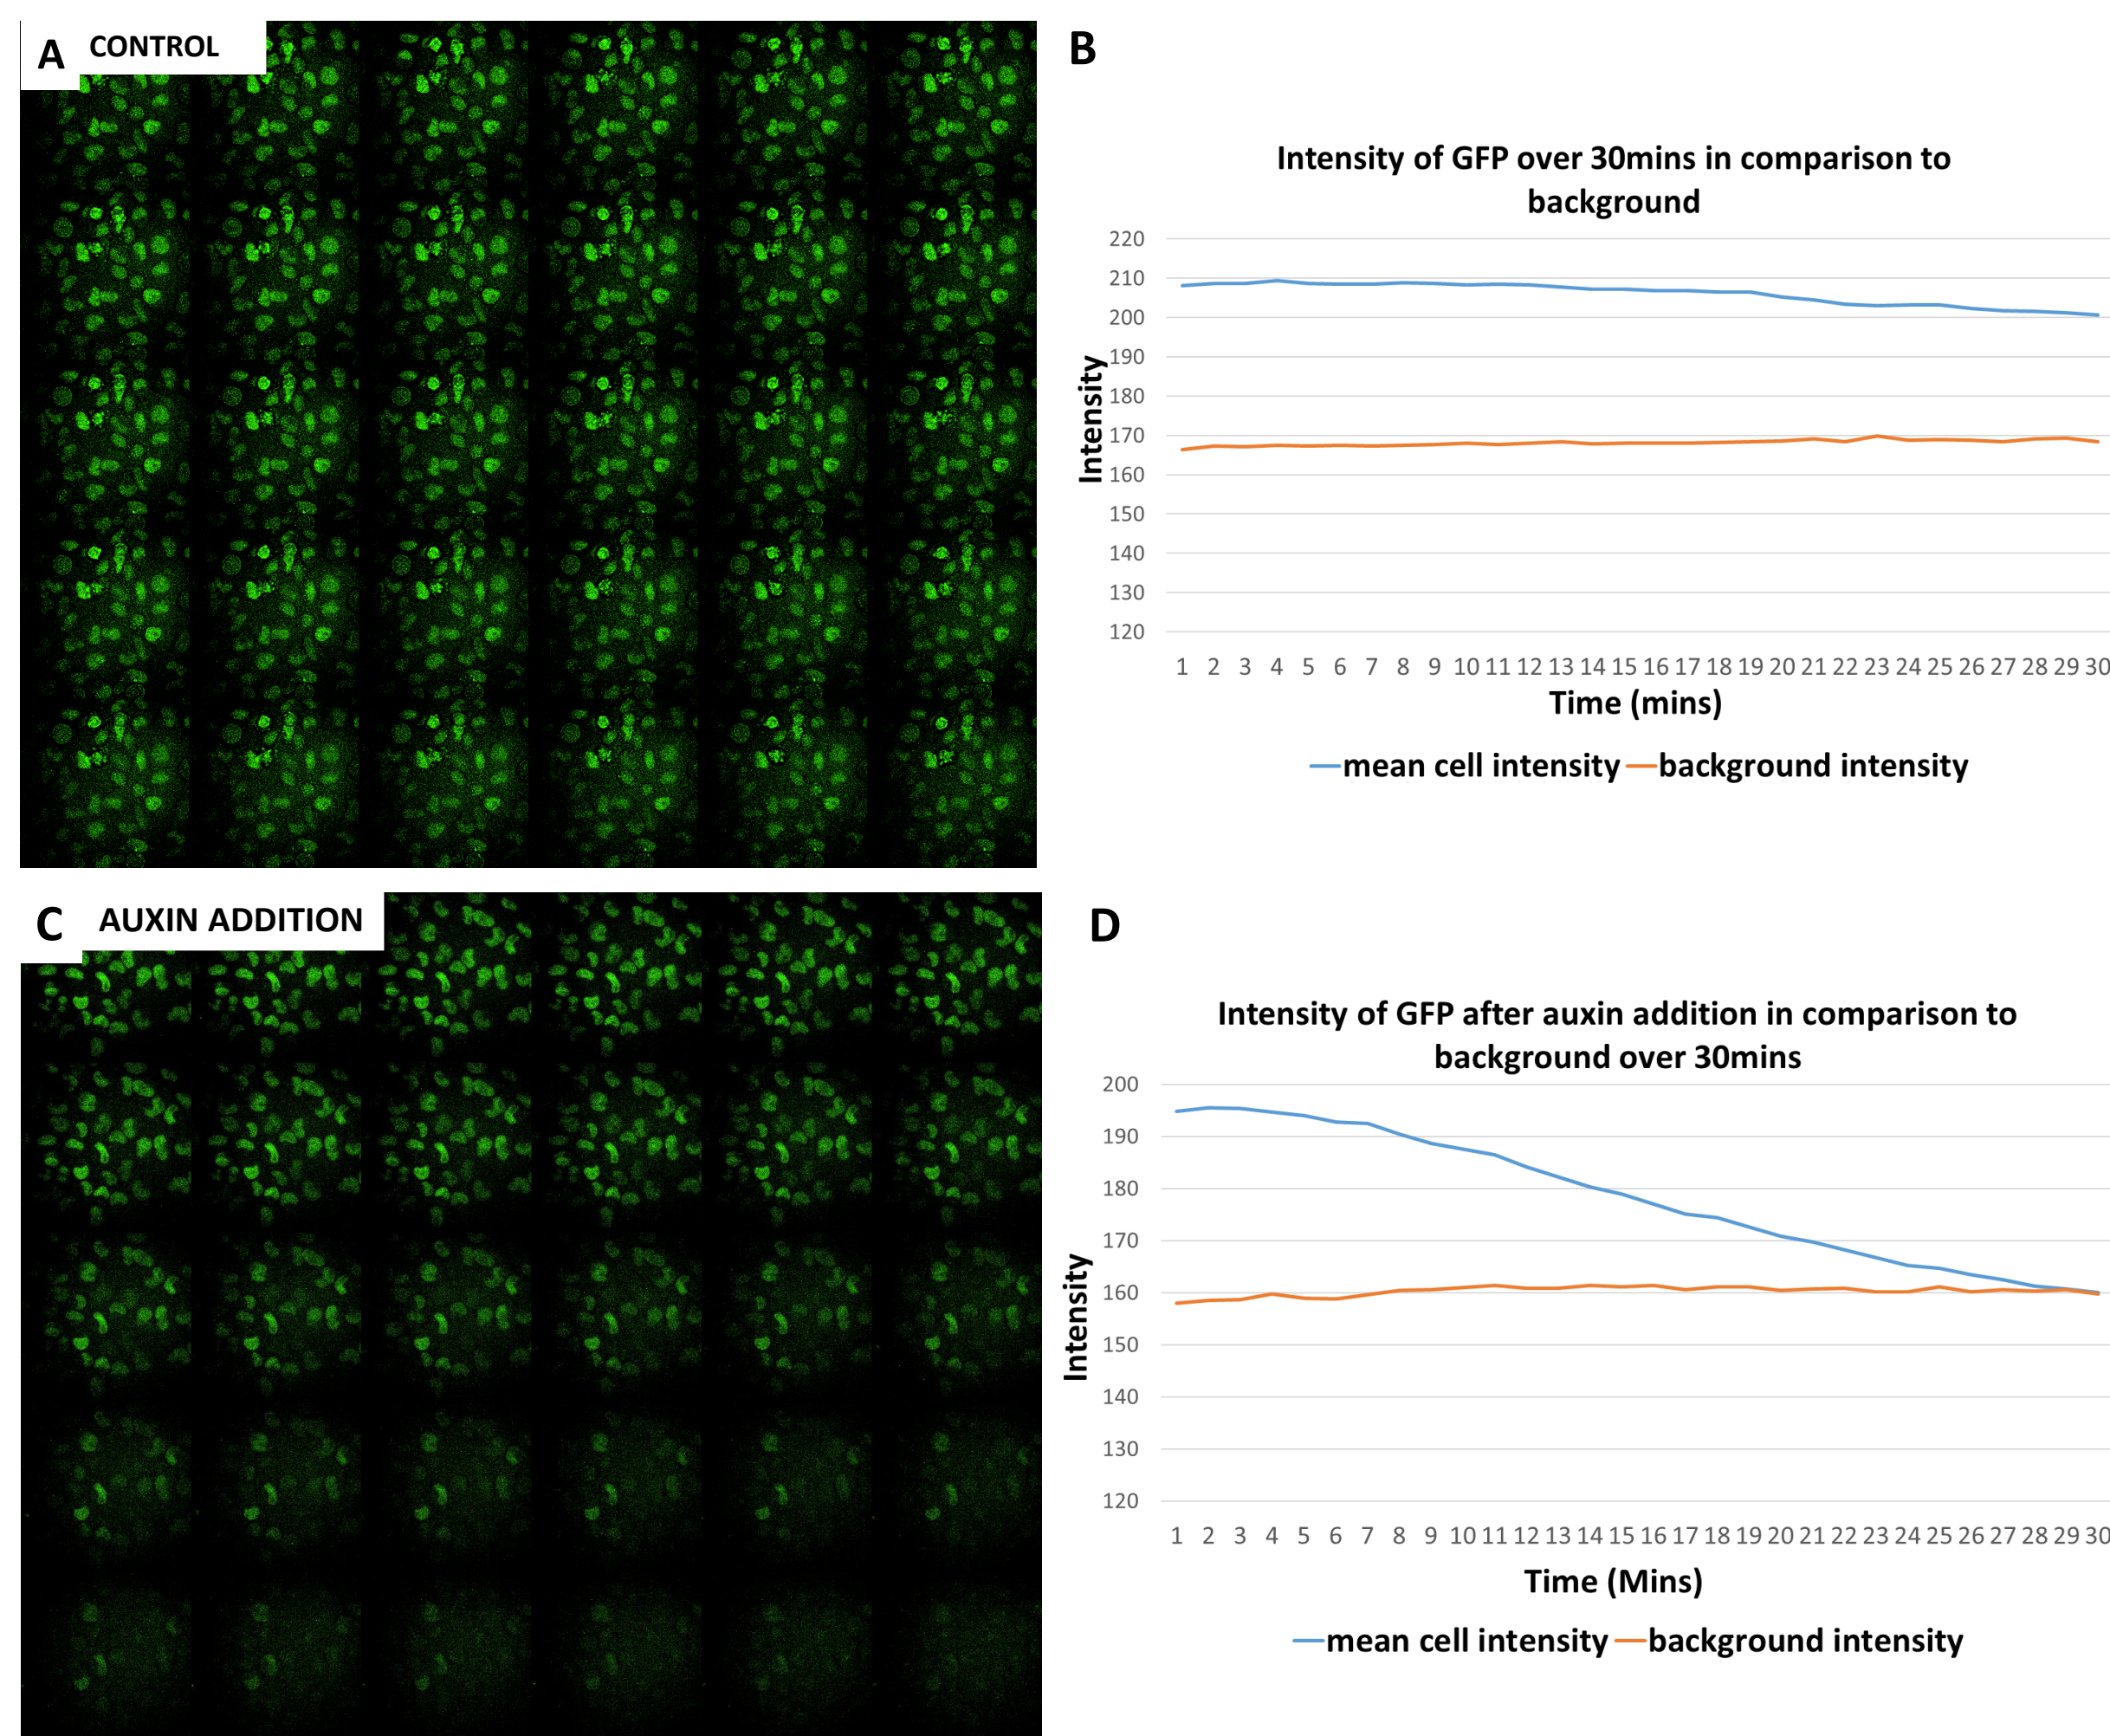 A CONTROL
B
Intensity of GFP over 30mins in comparison to
background
220
210
200
190
180
170
160
150
140
130
120
Intensity
1 2 3 4 5 6 7 8 9 10 11 12 13 14 15 16 17 18 19 20 21 22 23 24 25 26 27 28 29 30
Time (mins)
mean cell intensity background intensity
C AUXIN ADDITION
D
Intensity of GFP after auxin addition in comparison to
background over 30mins
200
190
180
170
160
150
140
130
120
Intensity
1 2 3 4 5 6 7 8 9 10 11 12 13 14 15 16 17 18 19 20 21 22 23 24 25 26 27 28 29 30
Time (Mins)
mean cell intensity background intensity